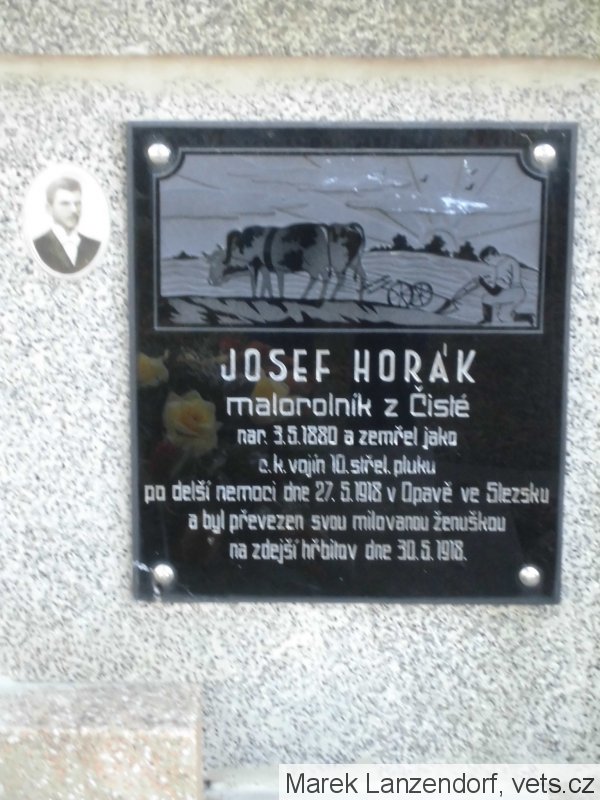 JOSEF HORÁK
malorolník z Čisté
nar. 3.5.1880 a zemřel jako
c.k. vojín 10. střel. pluku
po delší nemoci dne 27.5.1918 v Opavě ve Slezsku
a byl převezen svou milovanou ženuškou
na zdejší hřbitov dne 30.5.1918.
Marek Lanzendorf, vets.cz